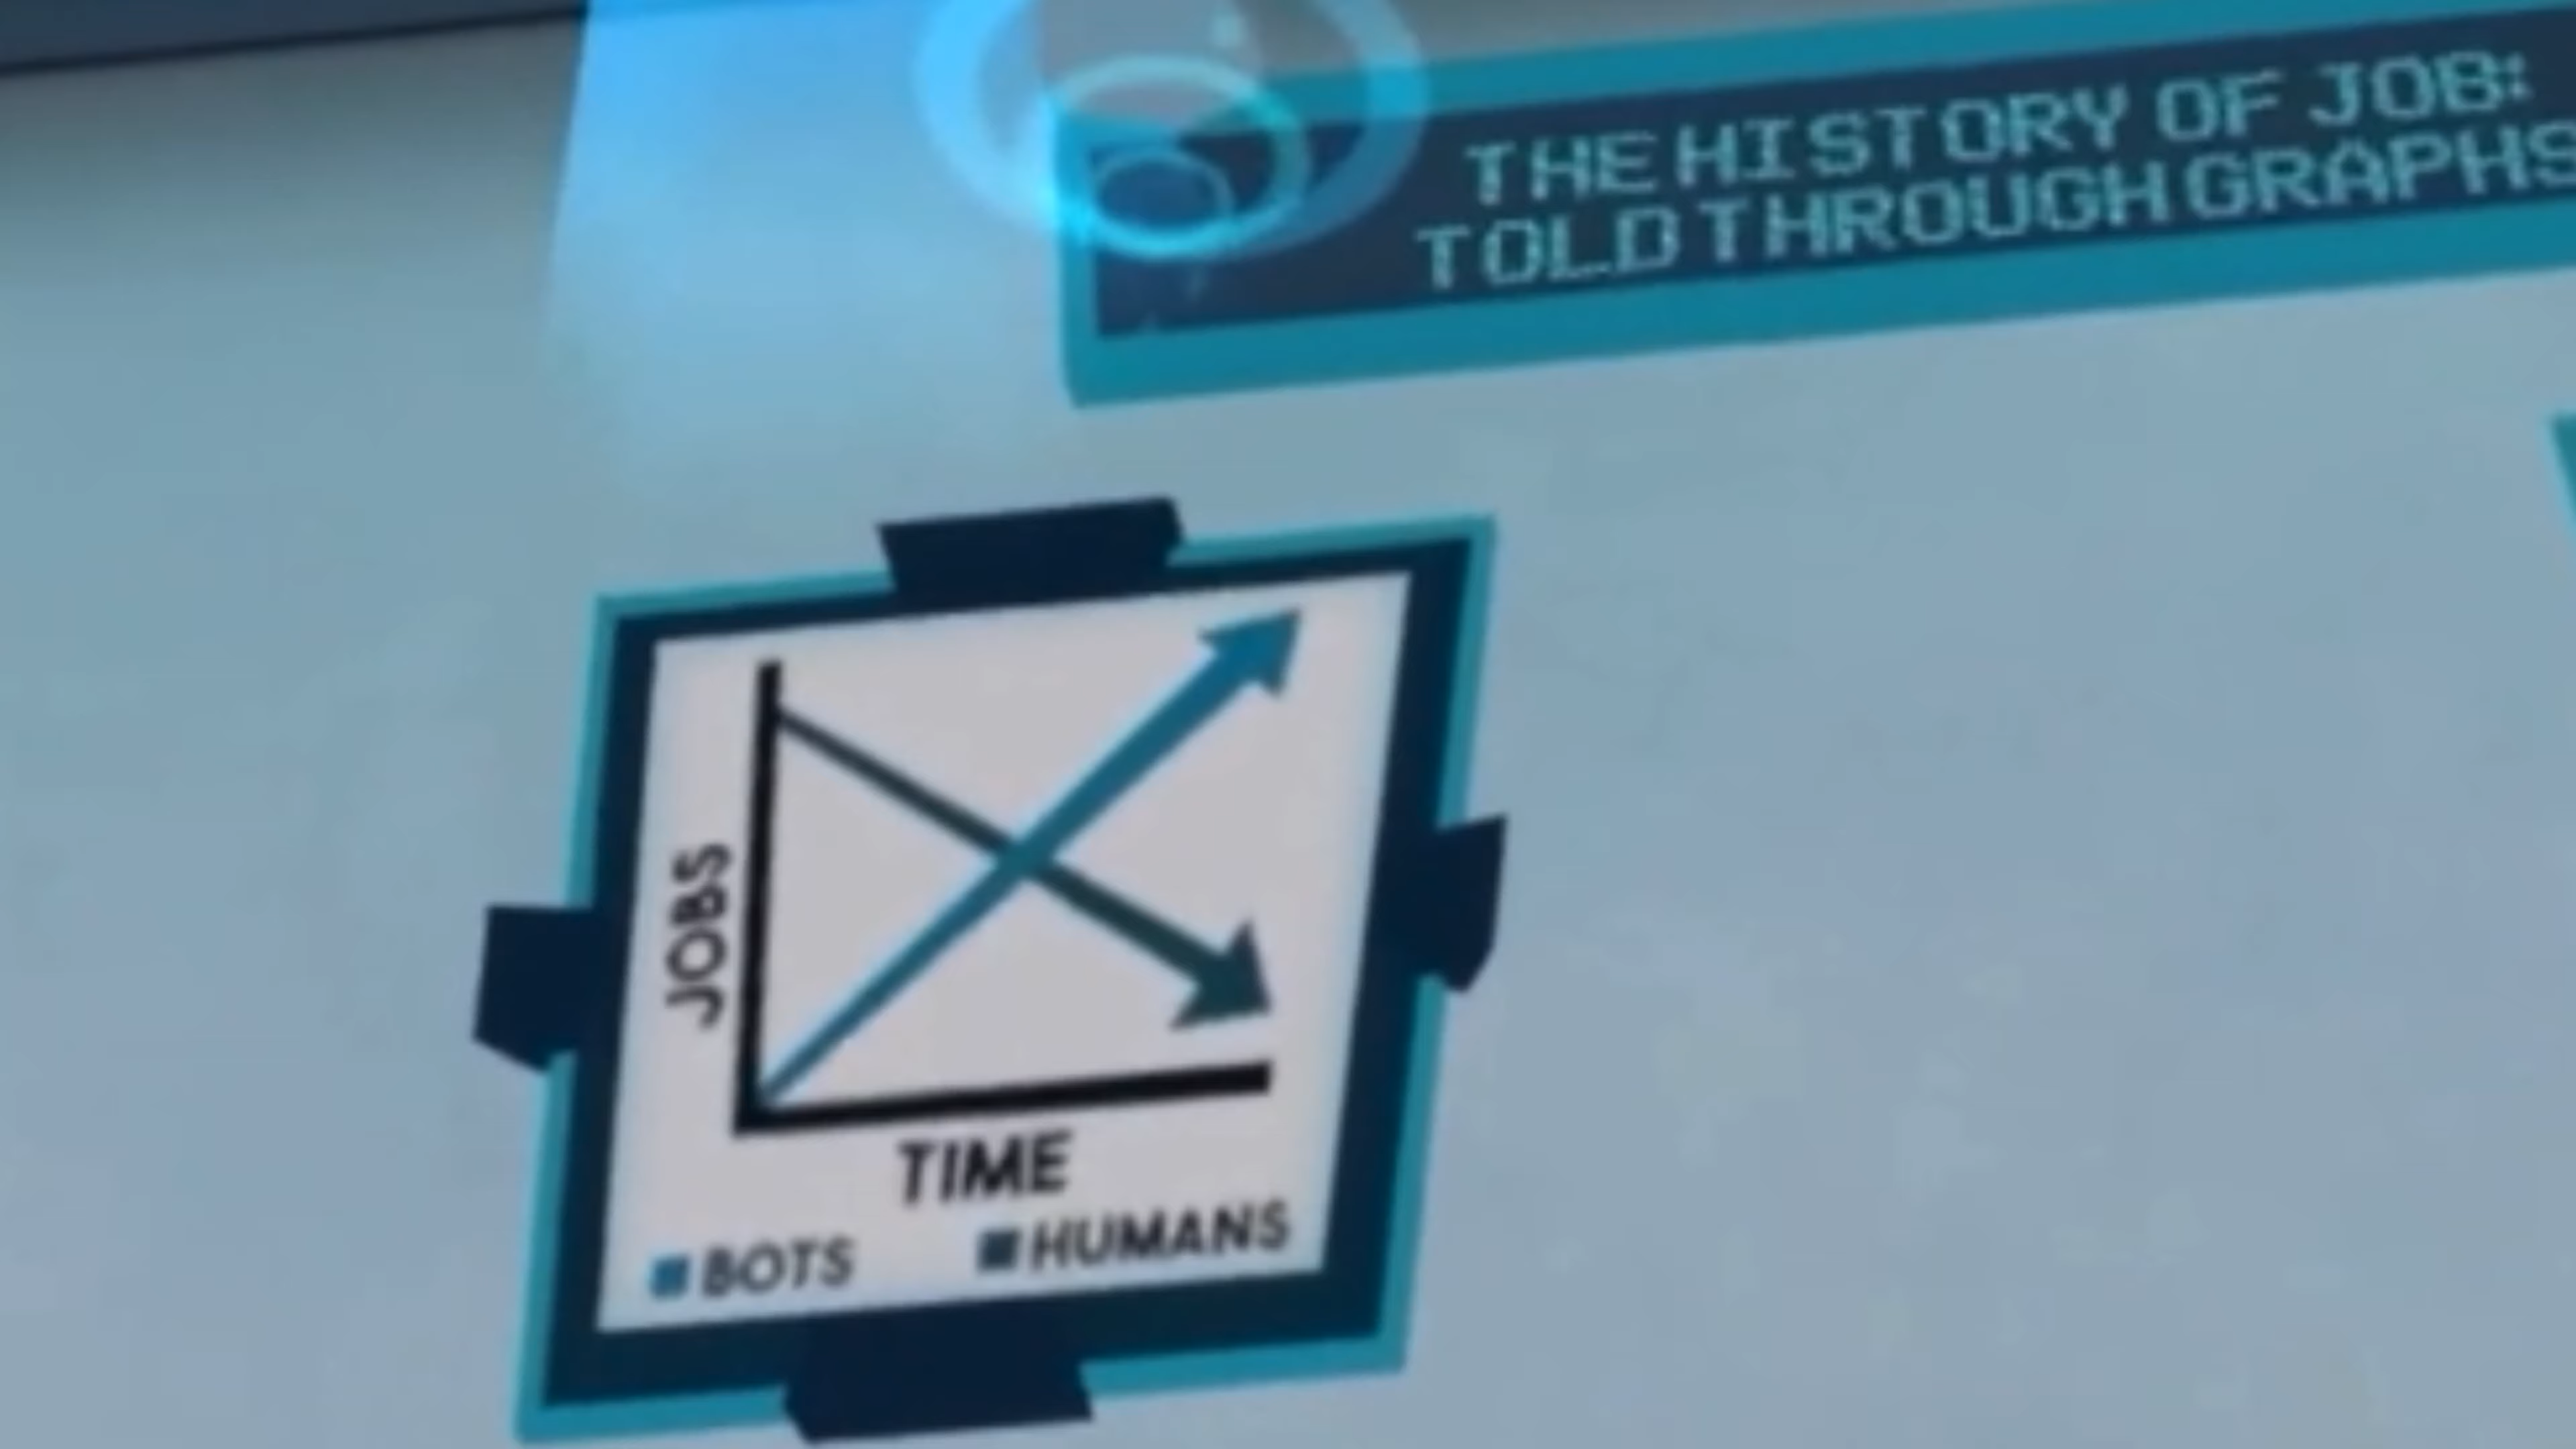 THE HISTORY OF JOB:
TOLD THROUGH GRAPHS
JOBS
TIME
BOTS
HUMANS